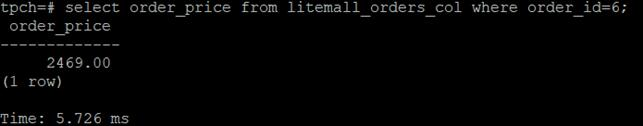 tpch=# select order_price from litemall_orders_col where order_id=6;
order_price
-------------
2469.00
(1 row)
Time: 5.726 ms